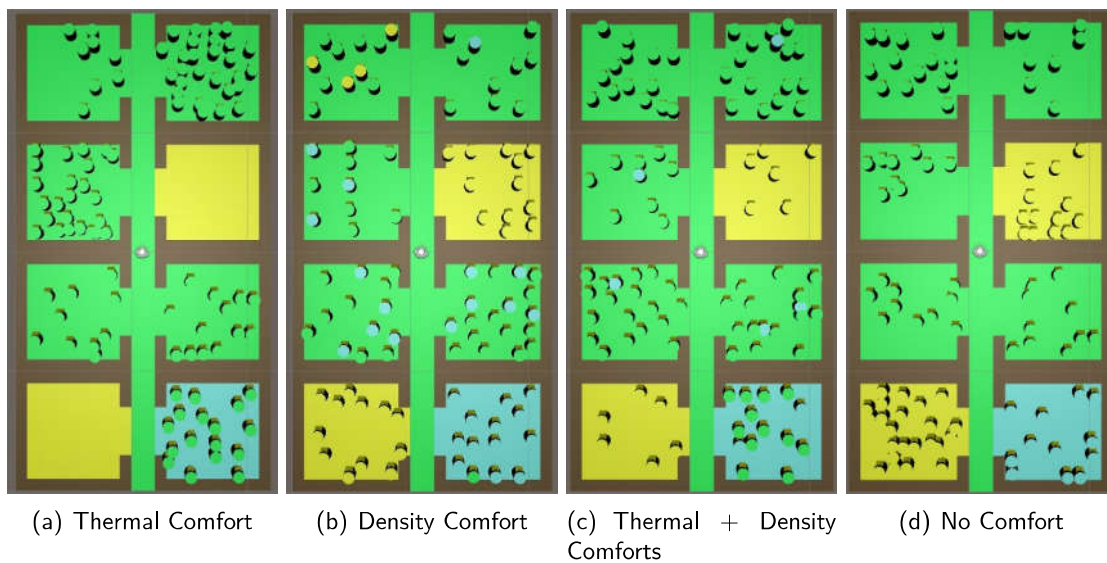 (a) Thermal Comfort
(b) Density Comfort
(c) Thermal + Density
Comforts
(d) No Comfort